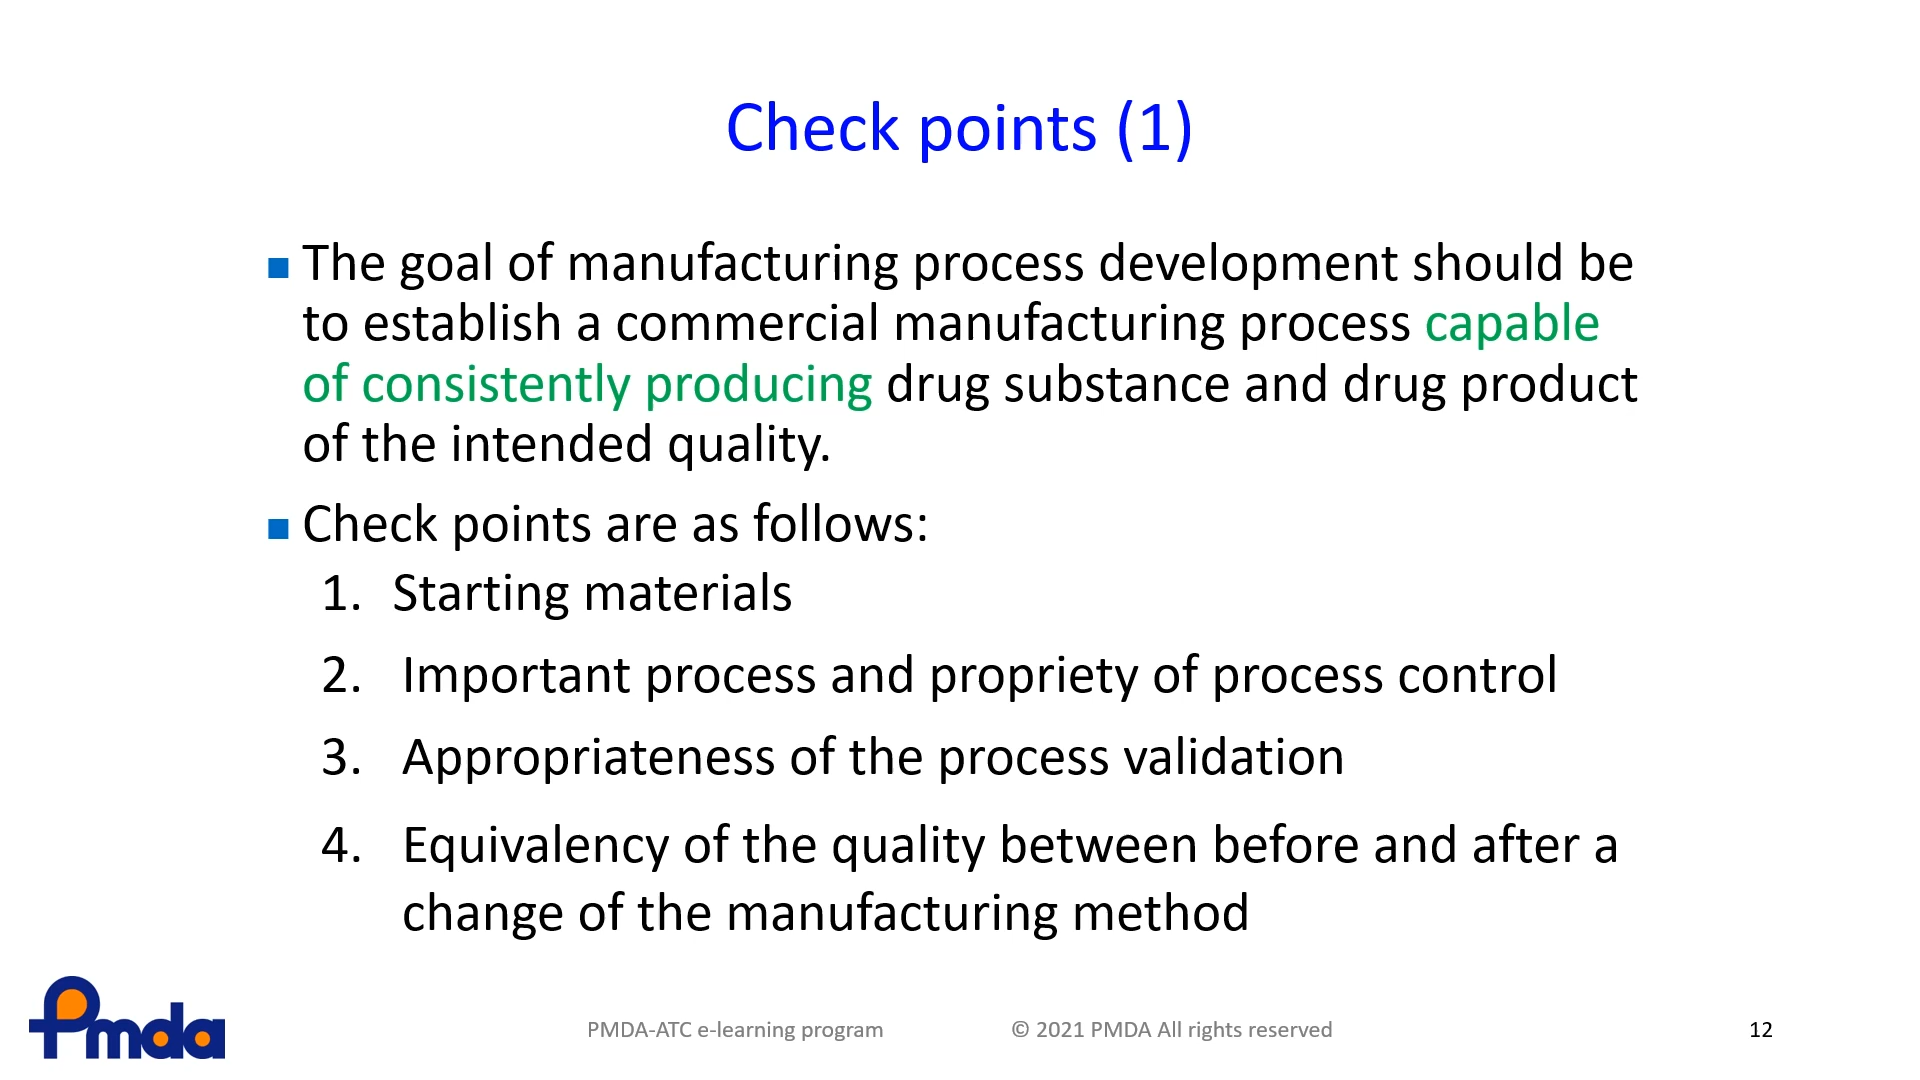 Check points (1)
■ The goal of manufacturing process development should be
to establish a commercial manufacturing process capable
of consistently producing drug substance and drug product
of the intended quality.
■ Check points are as follows:
1. Starting materials
2. Important process and propriety of process control
3. Appropriateness of the process validation
4. Equivalency of the quality between before and after a
change of the manufacturing method
Pmda
PMDA-ATC e-learning program
© 2021 PMDA All rights reserved
12